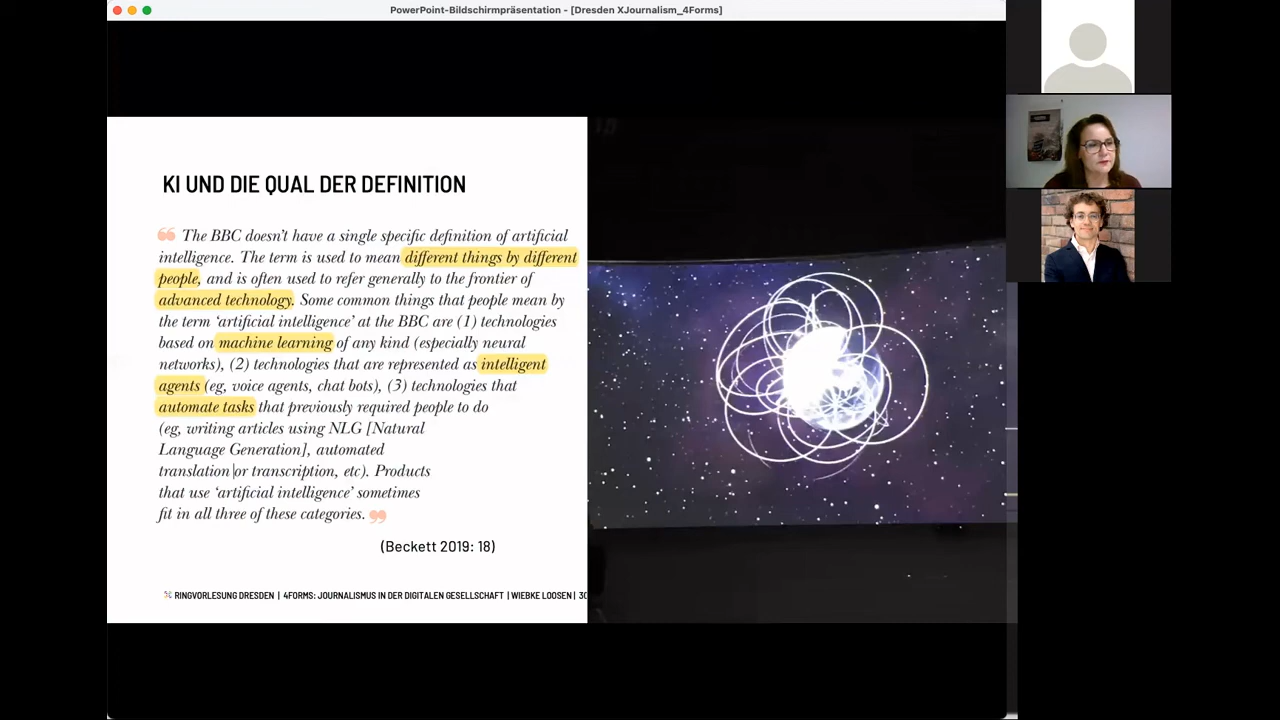 PowerPoint-Bildschirmpräsentation - [Dresden XJournalism_4Forms]
KI UND DIE QUAL DER DEFINITION
❝ The BBC doesn't have a single specific definition of artificial
intelligence. The term is used to mean different things by different
people, and is often used to refer generally to the frontier of
advanced technology. Some common things that people mean by
the term ‘artificial intelligence’ at the BBC are (1) technologies
based on machine learning of any kind (especially neural
networks), (2) technologies that are represented as intelligent
agents (eg, voice agents, chat bots), (3) technologies that
automate tasks that previously required people to do
(eg, writing articles using NLG [Natural
Language Generation], automated
translation or transcription, etc). Products
that use ‘artificial intelligence’ sometimes
fit in all three of these categories. ❞
(Beckett 2019: 18)
RINGVORLESUNG DRESDEN | 4FORMS: JOURNALISMUS IN DER DIGITALEN GESELLSCHAFT | WIEBKE LOOSEN |